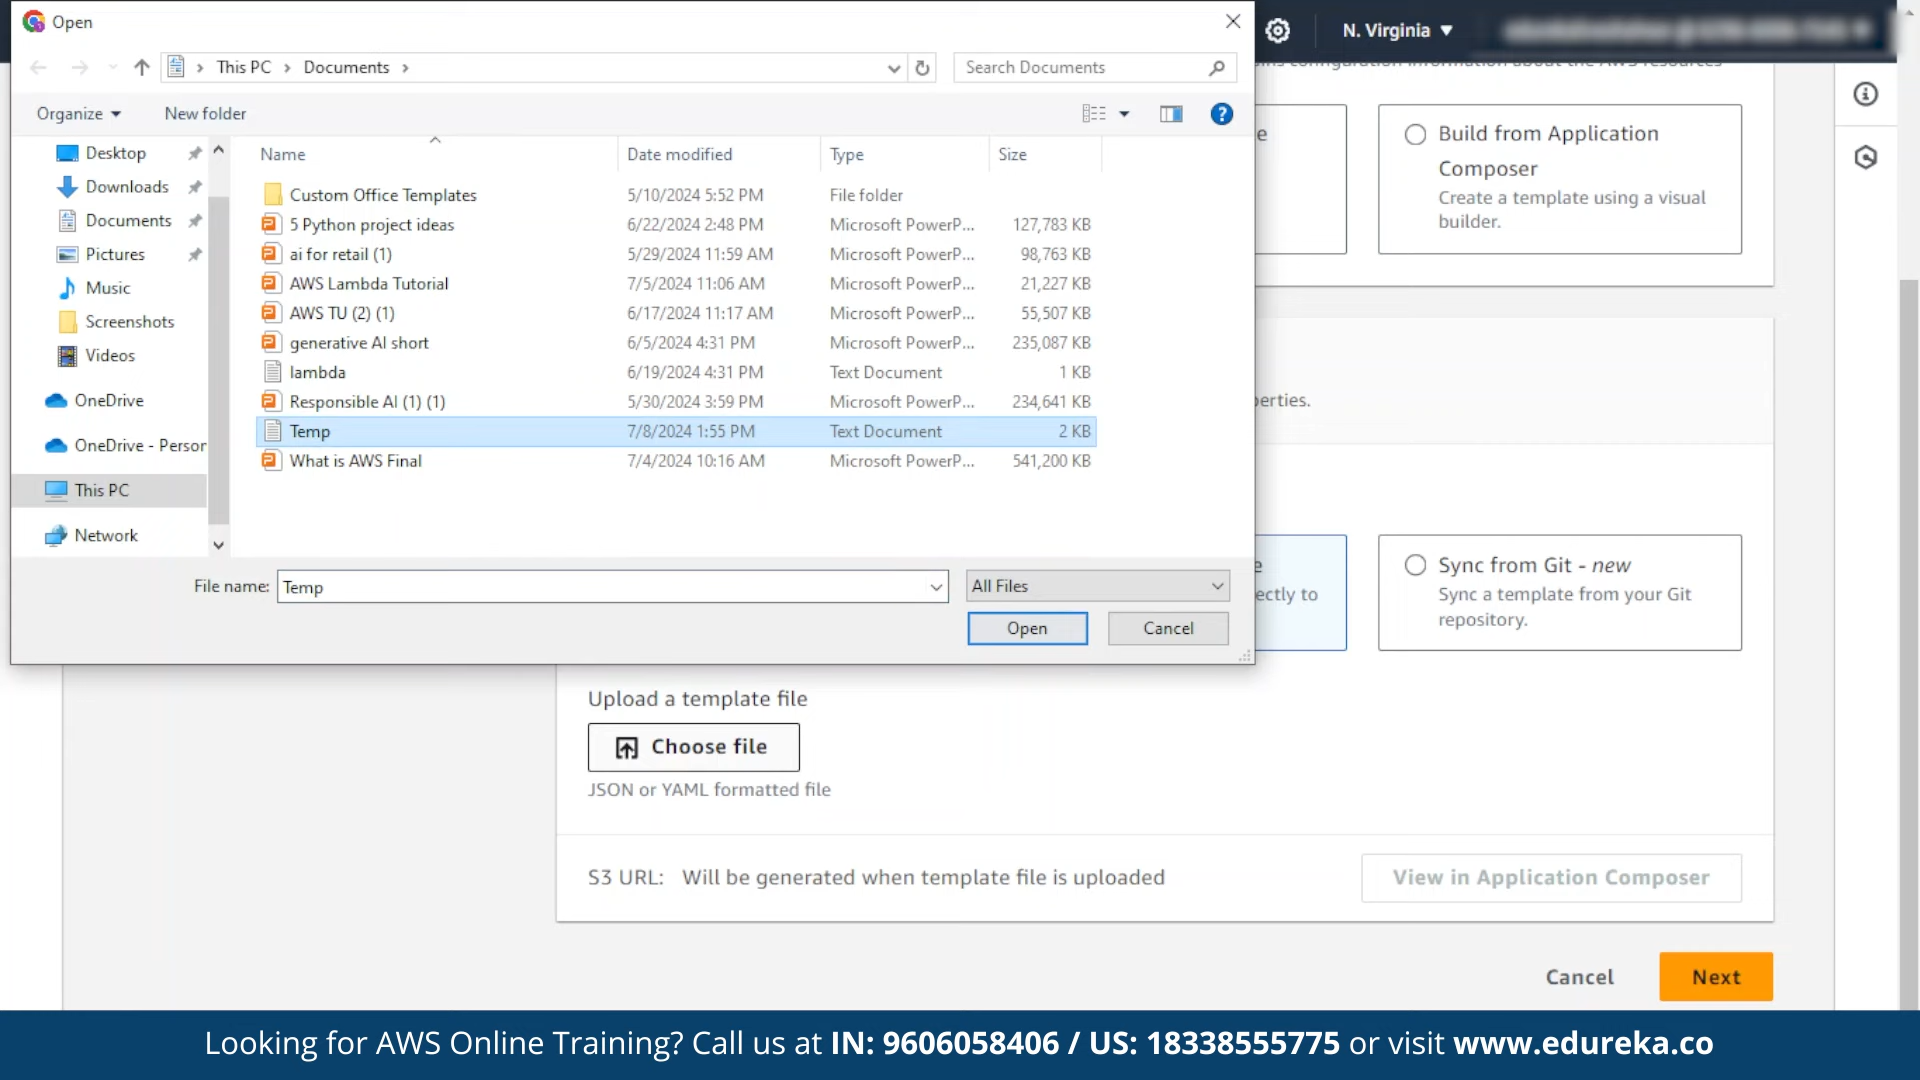 Open
N. Virginia ▼
This PC > Documents >
Search Documents
Organize
New folder
Desktop
Downloads
Documents
Pictures
Music
Screenshots
Videos
OneDrive
OneDrive - Person
This PC
Network
Name Date modified Type Size
Custom Office Templates 5/10/2024 5:52 PM File folder
5 Python project ideas 6/22/2024 2:48 PM Microsoft PowerP... 127,783 KB
ai for retail (1) 5/29/2024 11:59 AM Microsoft PowerP... 98,763 KB
AWS Lambda Tutorial 7/5/2024 11:06 AM Microsoft PowerP... 21,227 KB
AWS TU (2) (1) 6/17/2024 11:17 AM Microsoft PowerP... 55,507 KB
generative AI short 6/5/2024 4:31 PM Microsoft PowerP... 235,087 KB
lambda 6/19/2024 4:31 PM Text Document 1 KB
Responsible AI (1) (1) 5/30/2024 3:59 PM Microsoft PowerP... 234,641 KB
Temp 7/8/2024 1:55 PM Text Document 2 KB
What is AWS Final 7/4/2024 10:16 AM Microsoft PowerP... 541,200 KB
File name: Temp
All Files
Open
Cancel
Build from Application
Composer
Create a template using a visual
builder.
erties.
ectly to
Sync from Git - new
Sync a template from your Git
repository.
Upload a template file
Choose file
JSON or YAML formatted file
S3 URL: Will be generated when template file is uploaded
View in Application Composer
Cancel
Next
Looking for AWS Online Training? Call us at IN: 9606058406 / US: 18338555775 or visit www.edureka.co